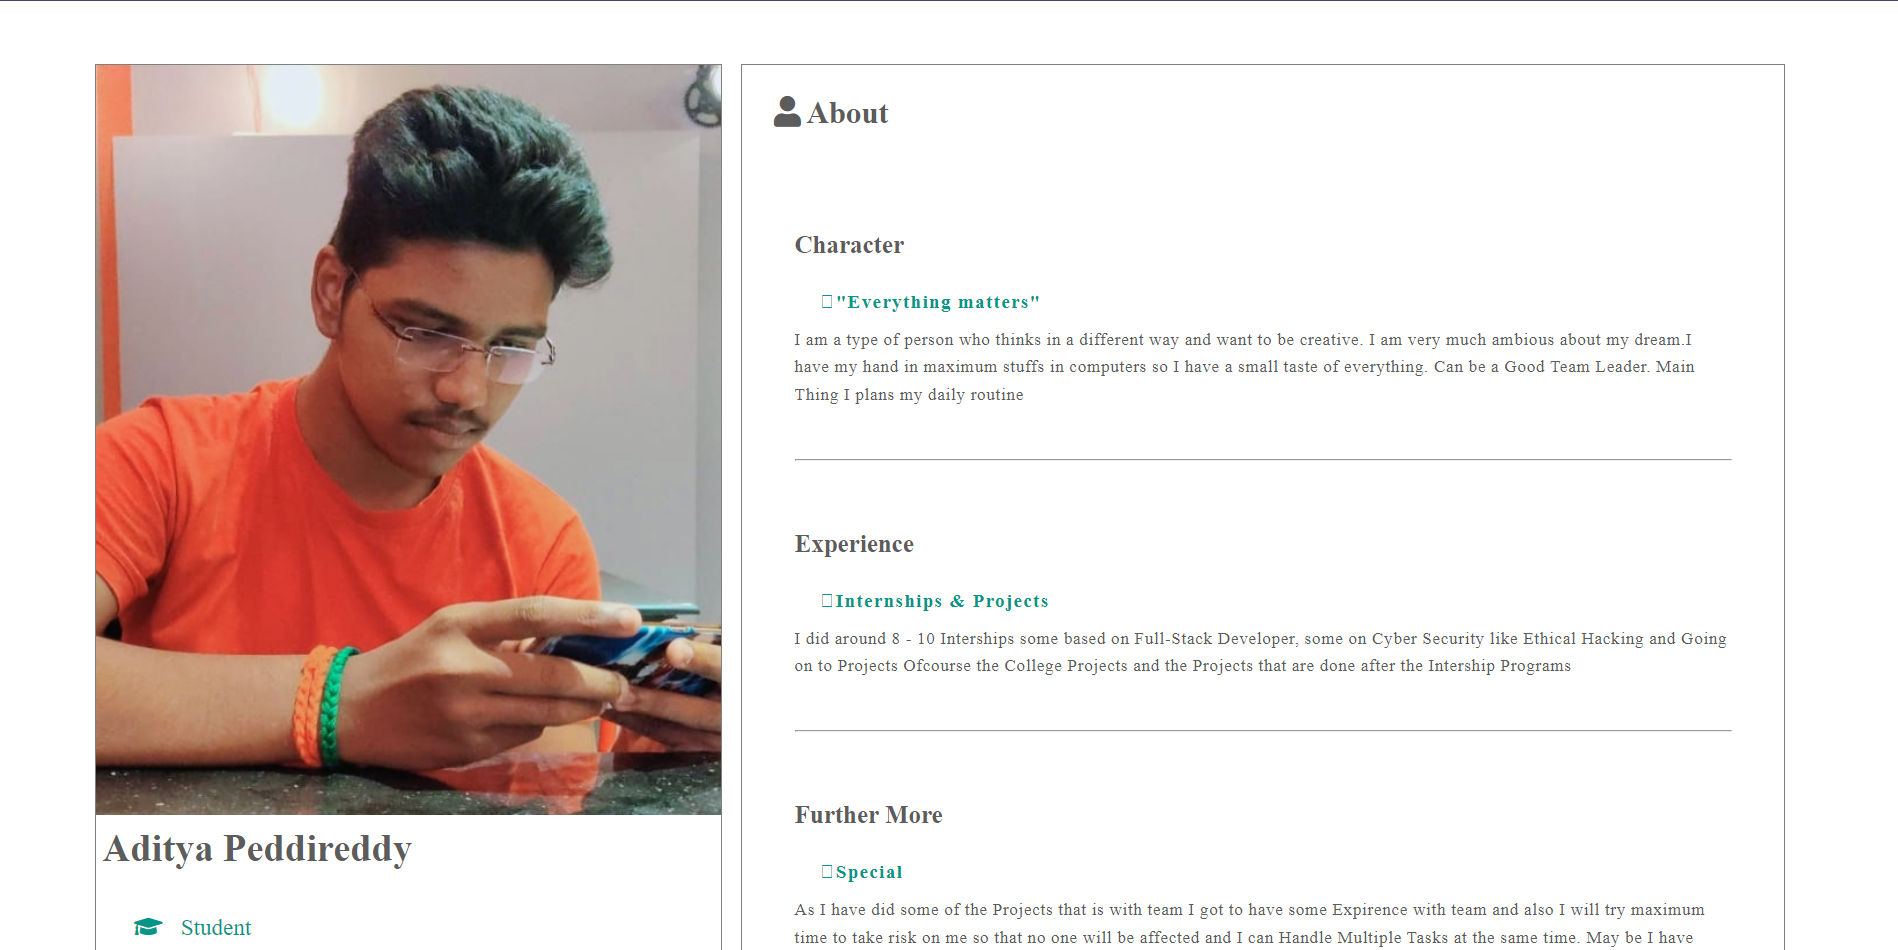 About
Character
"Everything matters"
I am a type of person who thinks in a different way and want to be creative. I am very much ambious about my dream.I
have my hand in maximum stuffs in computers so I have a small taste of everything. Can be a Good Team Leader. Main
Thing I plans my daily routine
Experience
Internships & Projects
I did around 8 - 10 Interships some based on Full-Stack Developer, some on Cyber Security like Ethical Hacking and Going
on to Projects Ofcourse the College Projects and the Projects that are done after the Intership Programs
Further More
Special
As I have did some of the Projects that is with team I got to have some Expirence with team and also I will try maximum
time to take risk on me so that no one will be affected and I can Handle Multiple Tasks at the same time. May be I have
Aditya Peddireddy
Student